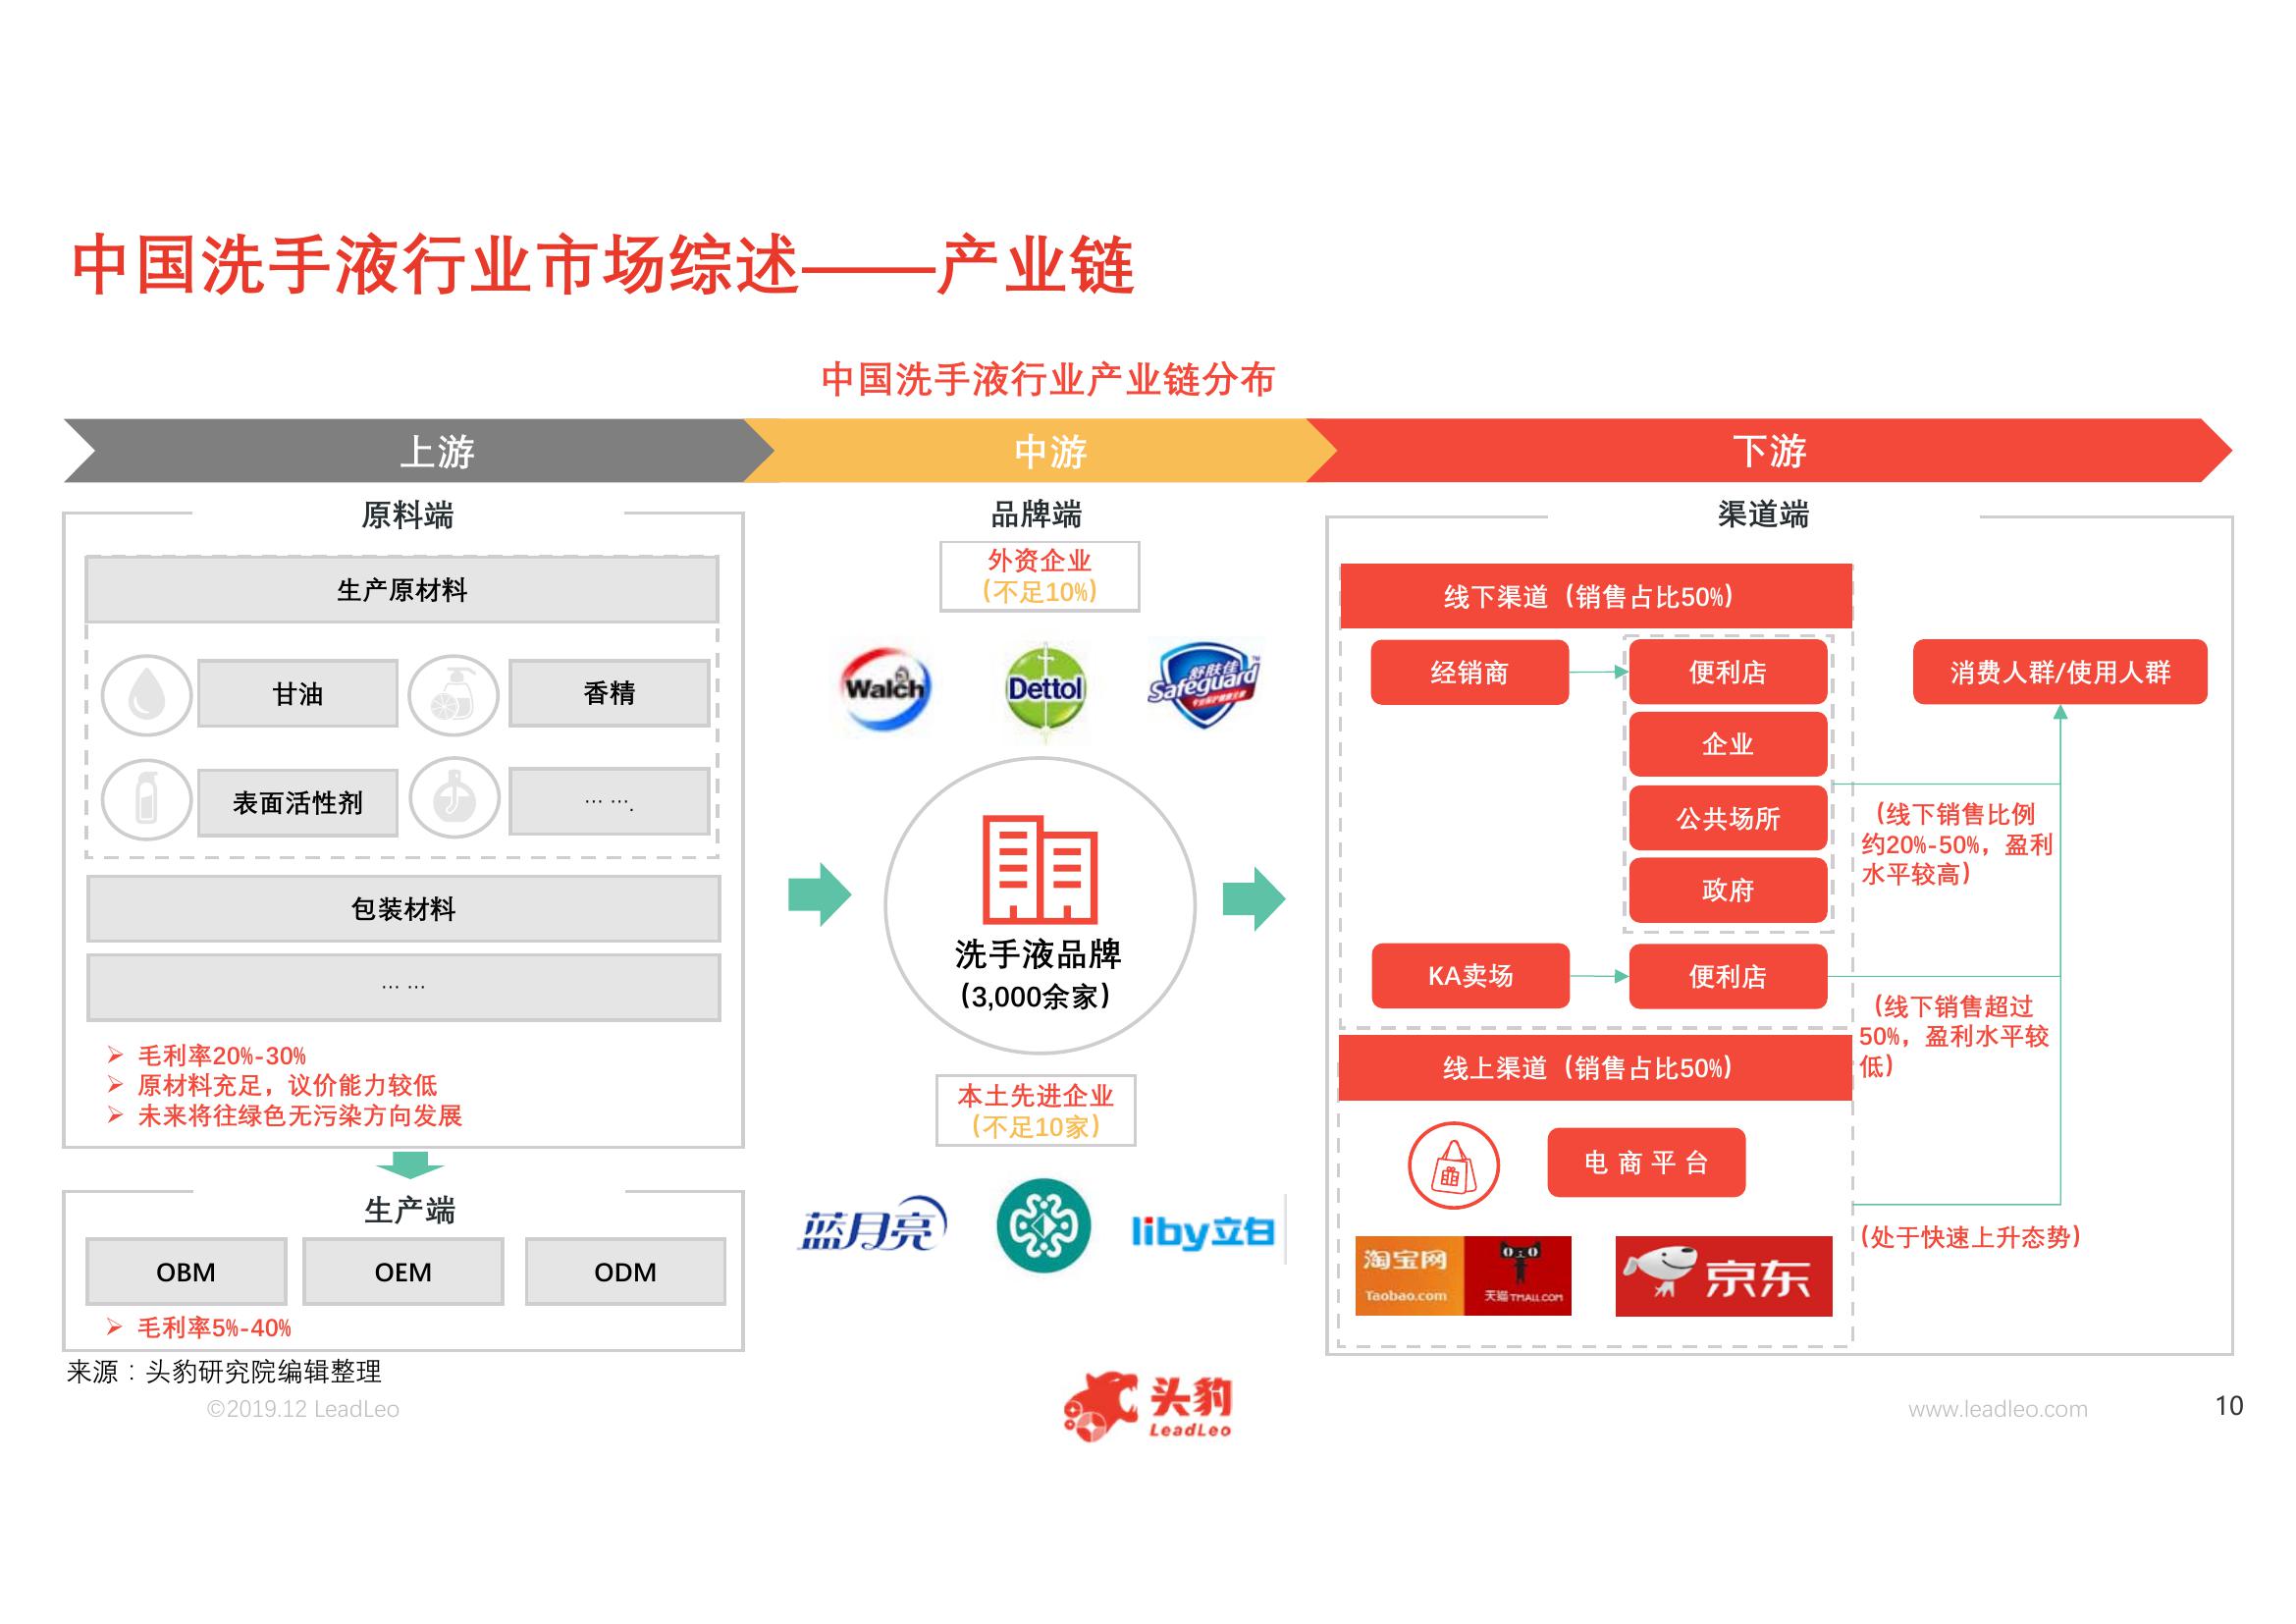 中国洗手液行业市场综述——产业链
中国洗手液行业产业链分布
上游
中游
下游
原料端
生产原材料
甘油
香精
表面活性剂
… ….
包装材料
… …
毛利率20%-30%
原材料充足，议价能力较低
未来将往绿色无污染方向发展
生产端
OBM
OEM
ODM
毛利率5%-40%
品牌端
外资企业
（不足10%）
Walch
Dettol
舒肤佳
Safeguard
洗手液品牌
（3,000余家）
本土先进企业
（不足10家）
蓝月亮
liby立白
渠道端
线下渠道（销售占比50%）
经销商
便利店
企业
公共场所
政府
KA卖场
便利店
消费人群/使用人群
（线下销售比例
约20%-50%，盈利
水平较高）
（线下销售超过
50%，盈利水平较
低）
线上渠道（销售占比50%）
电商平台
淘宝网
Taobao.com
天猫TMALL.COM
京东
（处于快速上升态势）
来源：头豹研究院编辑整理
©2019.12 LeadLeo
头豹
LeadLeo
www.leadleo.com
10